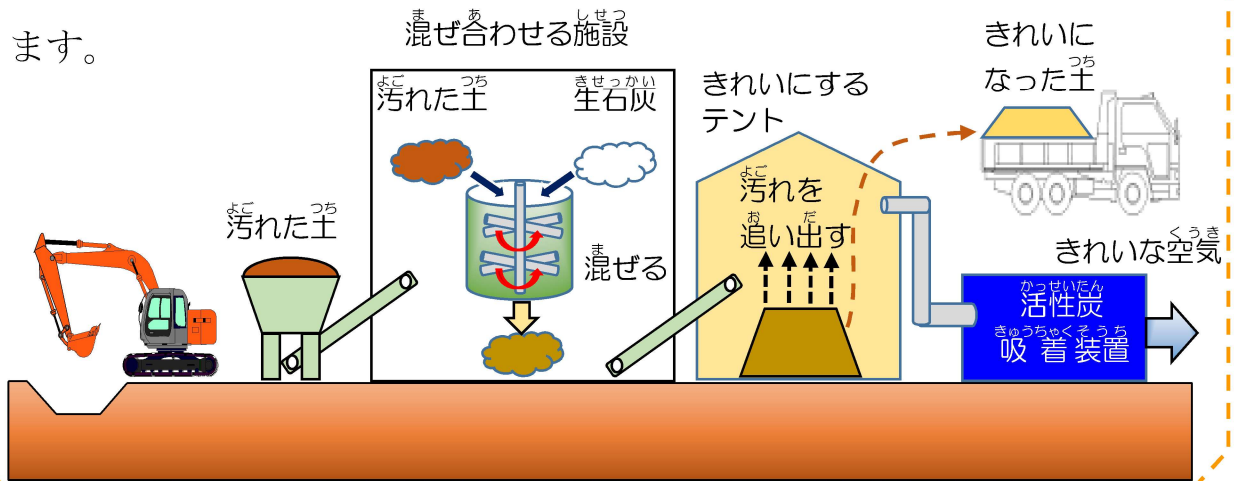 ます。
混ぜ合わせる施設
汚れた土
生石灰
混ぜる
汚れた土
きれいにする
テント
汚れを
追い出す
きれいに
なった土
きれいな空気
活性炭
吸着装置